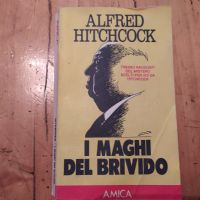 ALFRED
HITCHCOCK
I MAGHI
DEL BRIVIDO
AMICA